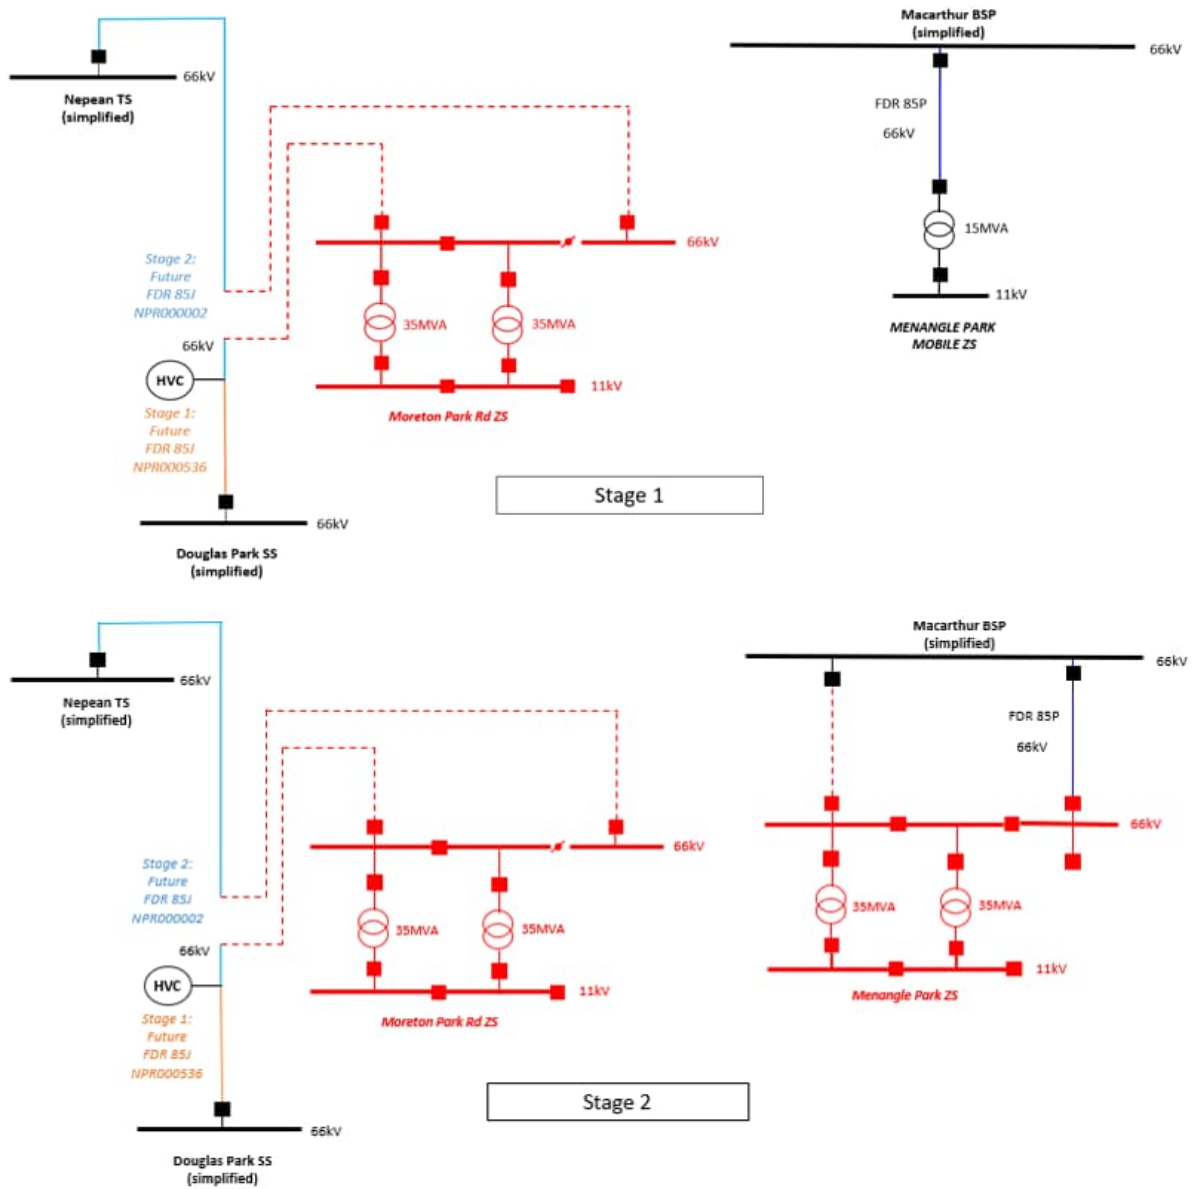 Macarthur BSP
(simplified)
66kV
66kV
Nepean TS
(simplified)
FDR 85P
66kV
15MVA
66kV
Stage 2:
Future
FDR 85J
NPR000002
11kV
MENANGLE PARK
MOBILE ZS
35MVA
35MVA
66kV
HVC
11kV
Stage 1:
Future
FDR 85J
NPR000536
Moreton Park Rd ZS
Stage 1
66kV
Douglas Park SS
(simplified)
Macarthur BSP
(simplified)
66kV
66kV
Nepean TS
(simplified)
FDR 85P
66kV
66kV
66kV
Stage 2:
Future
FDR 85J
NPR000002
35MVA
35MVA
35MVA
35MVA
66kV
11kV
HVC
11kV
Menangle Park ZS
Stage 1:
Future
FDR 85J
NPR000536
Moreton Park Rd ZS
Stage 2
66kV
Douglas Park SS
(simplified)